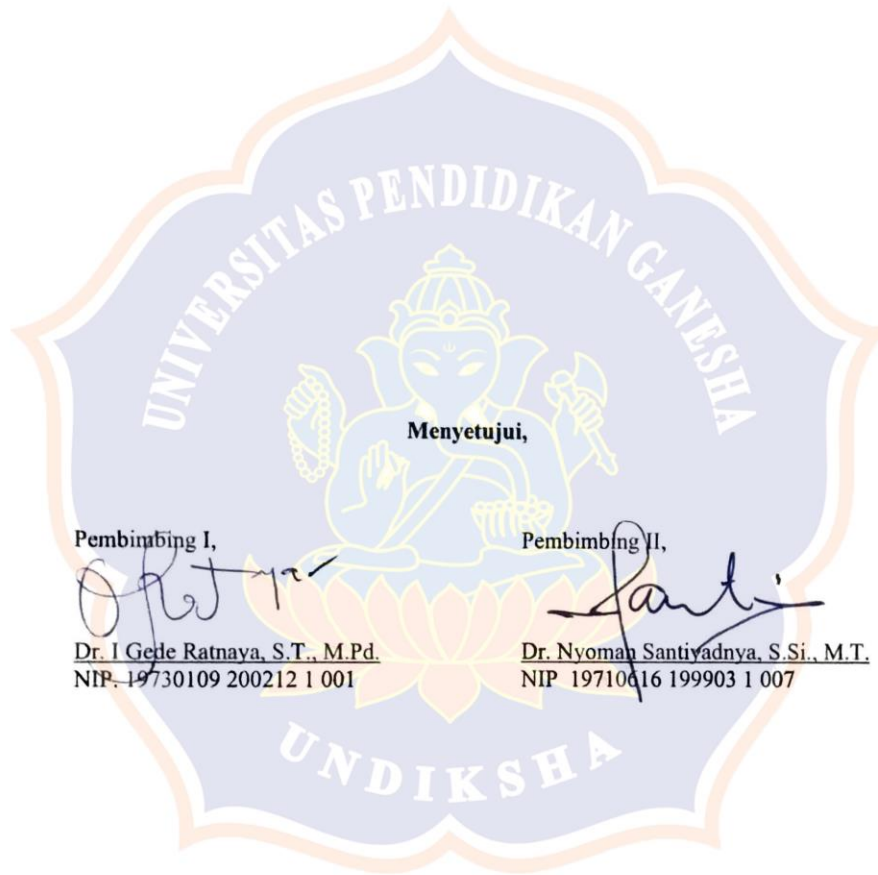 UNIVERSITAS PENDIDIKAN GANESHA
Menyetujui,
Pembimbing I,
Pembimbing II,
Dr. I Gede Ratnaya, S.T., M.Pd.
NIP. 19730109 200212 1 001
Dr. Nyoman Santiyadnya, S.Si., M.T.
NIP 19710616 199903 1 007
UNDIKSHA